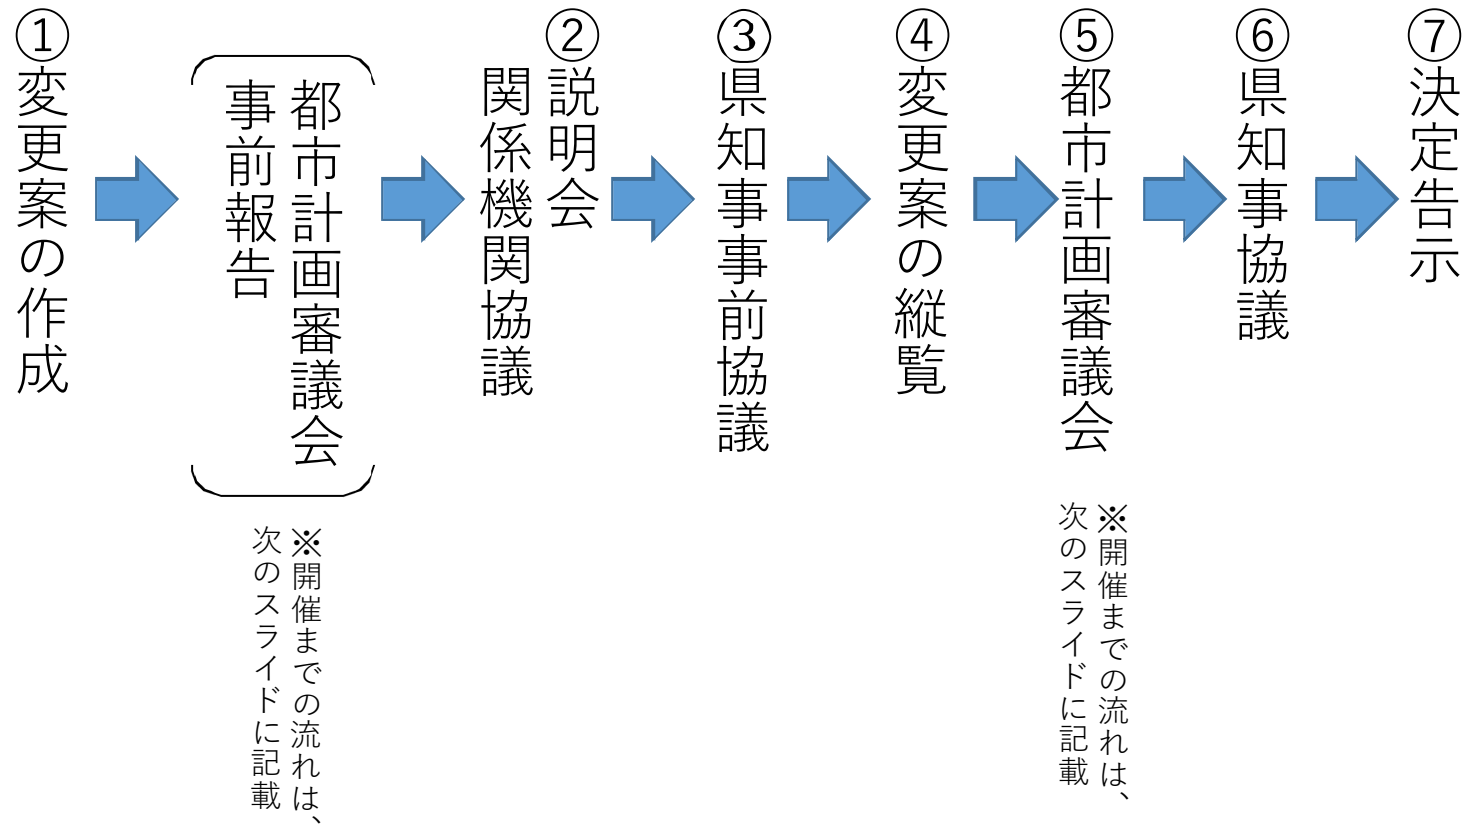 ①変更案の作成
都市計画審議会
事前報告
※開催までの流れは、
次のスライドに記載
②説明会
関係機関協議
③県知事事前協議
④変更案の縦覧
⑤都市計画審議会
※開催までの流れは、
次のスライドに記載
⑥県知事協議
⑦決定告示